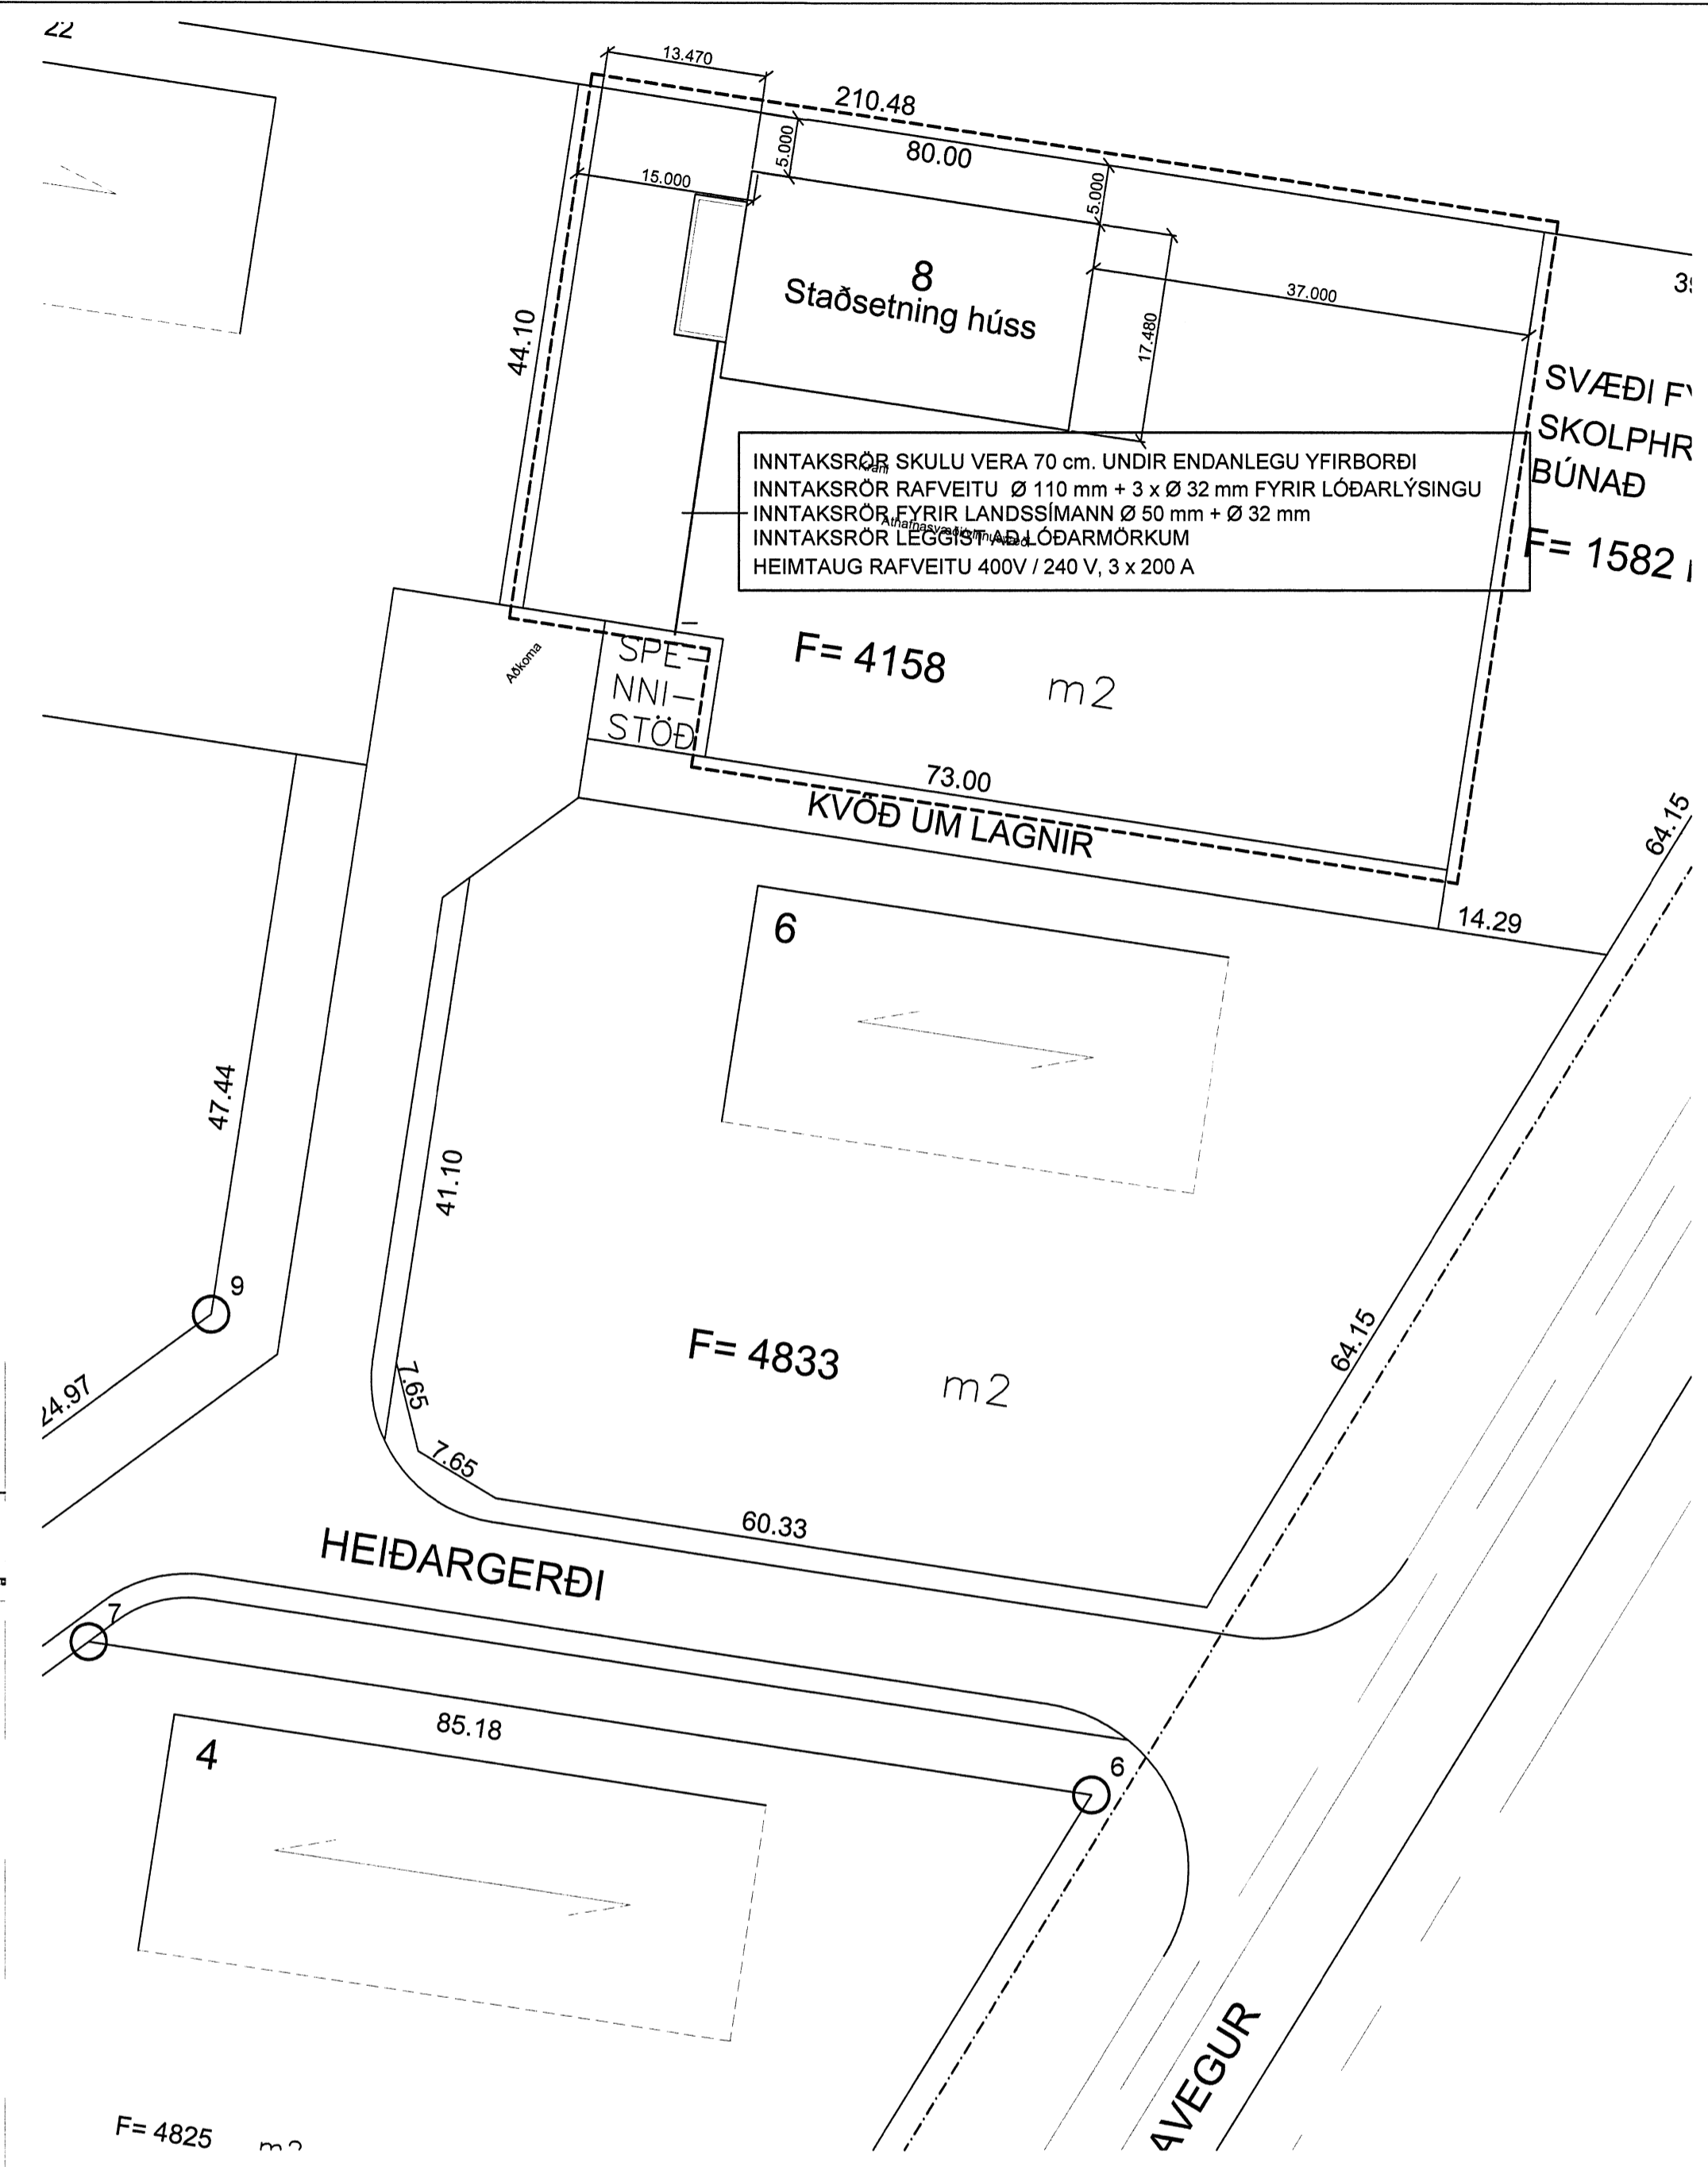 22
13.470
210.48
5.000
80.00
15.000
5.000
8
Staðsetning húss
37.000
17.480
44.10
SVÆÐI
SKOLPHR
BÚNAÐ
F= 1582
INNTAKSRÖR SKULU VERA 70 cm. UNDIR ENDANLEGU YFIRBORÐI
Krani
INNTAKSRÖR RAFVEITU Ø 110 mm + 3 x Ø 32 mm FYRIR LÓÐARLÝSINGU
INNTAKSRÖR FYRIR LANDSSÍMANN Ø 50 mm + Ø 32 mm
INNTAKSRÖR LEGGIST AÐ LÓÐARMÖRKUM
HEIMTAUG RAFVEITU 400V / 240 V, 3 x 200 A
Aðkoma
SPE-
NNI-
STÖÐ
F= 4158 m2
73.00
KVÖÐ UM LAGNIR
64.15
14.29
6
47.44
41.10
9
24.97
F= 4833 m2
64.15
7.65
7.65
60.33
HEIÐARGERÐI
7
85.18
4
6
AVEGUR
F= 4825 m2